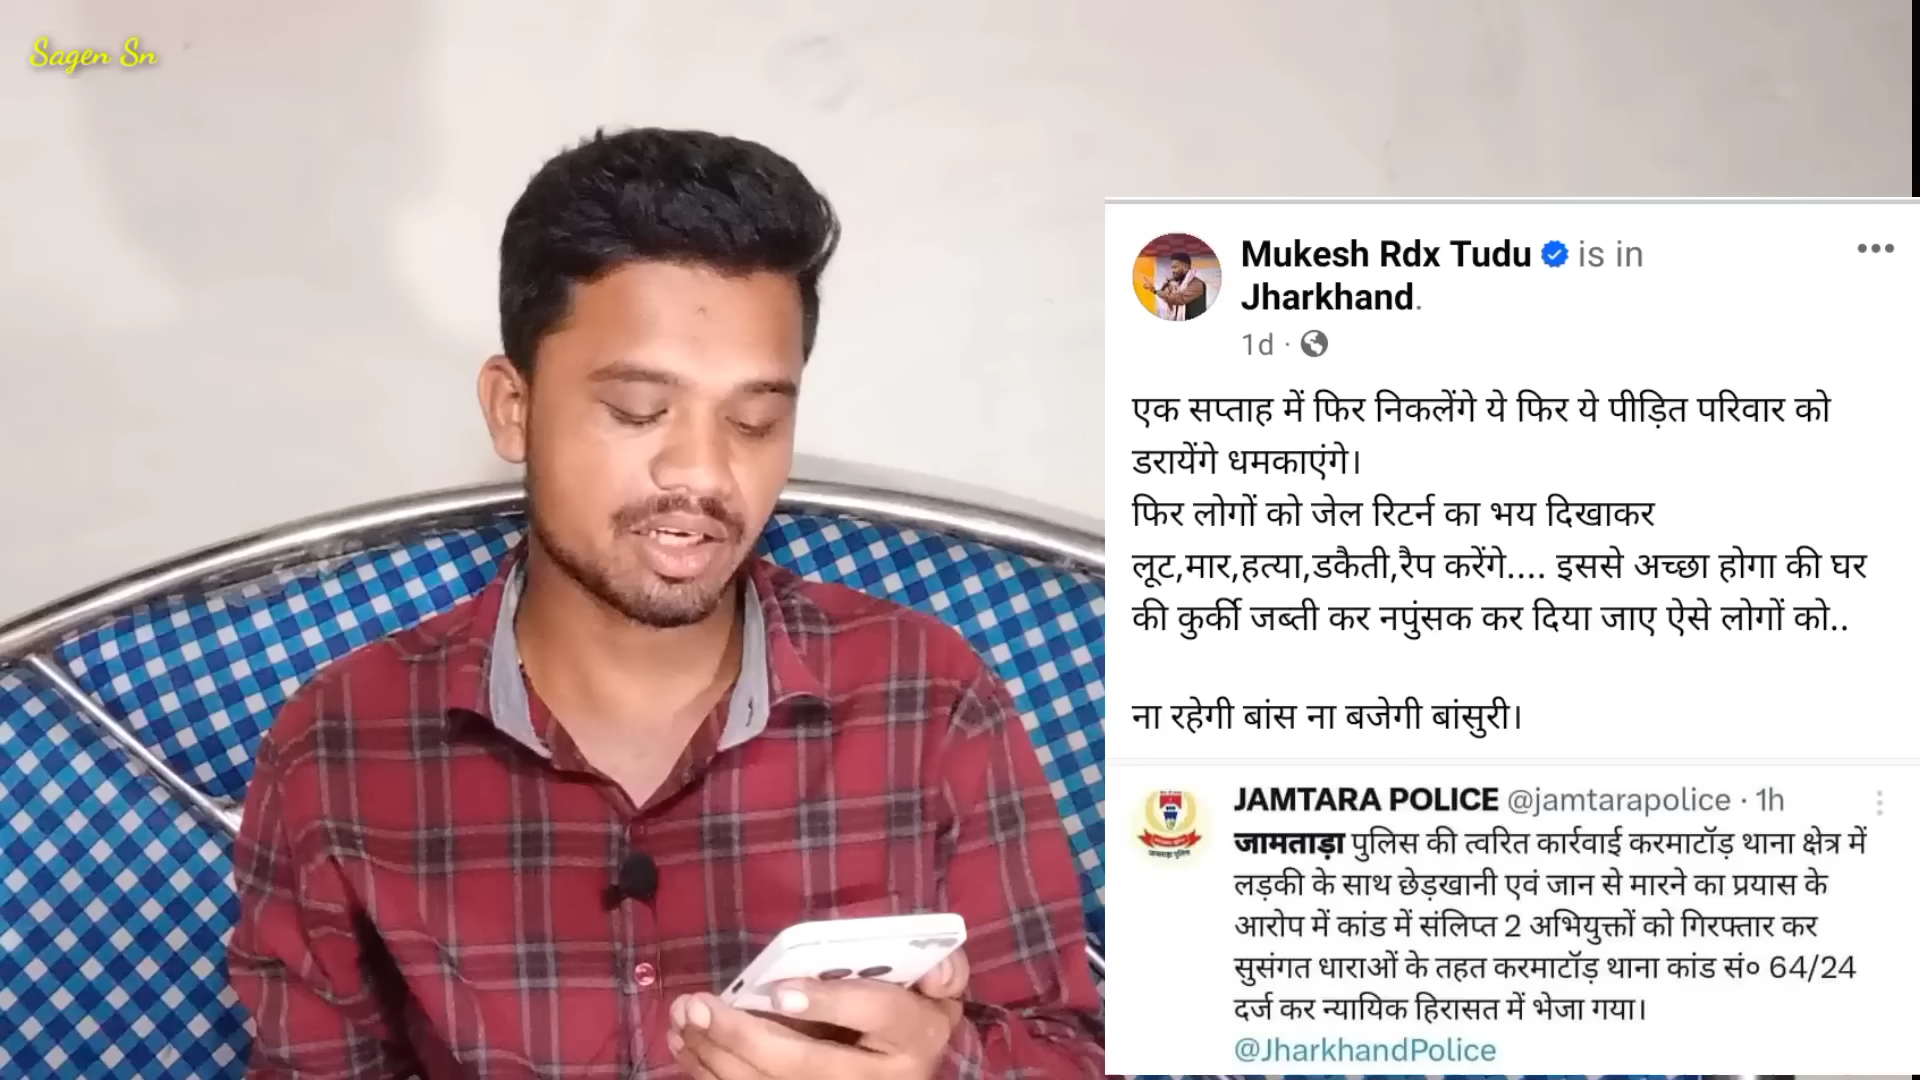 Sagen Sn
Mukesh Rdx Tudu is in
Jharkhand.
1d ·
एक सप्ताह में फिर निकलेंगे ये फिर ये पीड़ित परिवार को
डरायेंगे धमकाएंगे।
फिर लोगों को जेल रिटर्न का भय दिखाकर
लूट,मार,हत्या,डकैती,रैप करेंगे.... इससे अच्छा होगा की घर
की कुर्की जब्ती कर नपुंसक कर दिया जाए ऐसे लोगों को..
ना रहेगी बांस ना बजेगी बांसुरी।
JAMTARA POLICE @jamtarapolice · 1h
जामताड़ा पुलिस की त्वरित कार्रवाई करमाटॉड़ थाना क्षेत्र में
लड़की के साथ छेड़खानी एवं जान से मारने का प्रयास के
आरोप में कांड में संलिप्त 2 अभियुक्तों को गिरफ्तार कर
सुसंगत धाराओं के तहत करमाटॉड़ थाना कांड सं० 64/24
दर्ज कर न्यायिक हिरासत में भेजा गया।
@JharkhandPolice